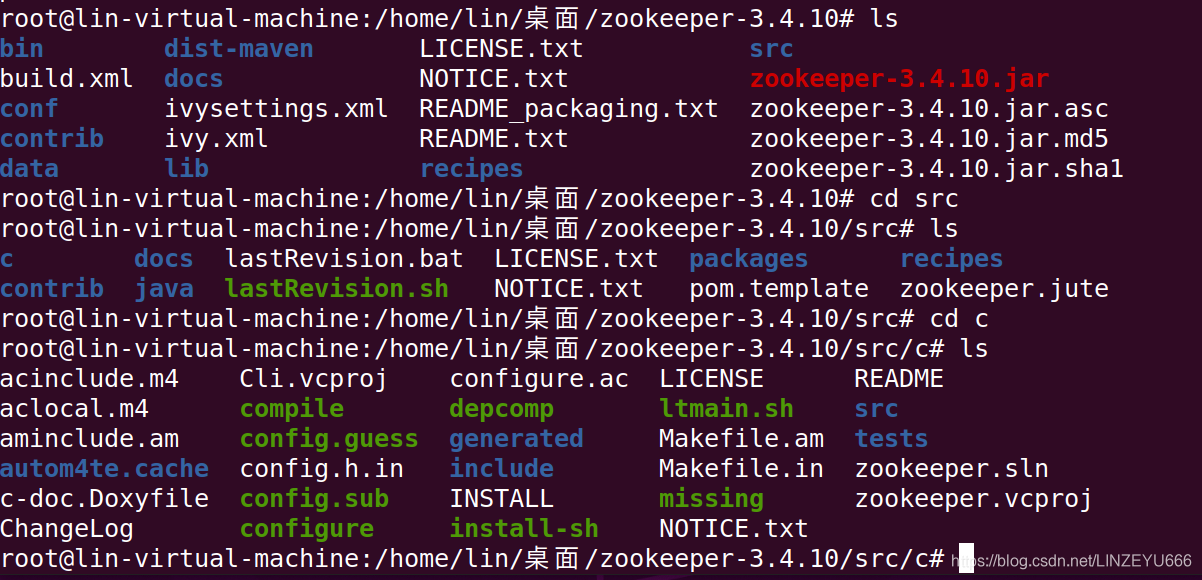 root@lin-virtual-machine:/home/lin/桌面/zookeeper-3.4.10# ls
bin dist-maven LICENSE.txt src
build.xml docs NOTICE.txt zookeeper-3.4.10.jar
conf ivysettings.xml README_packaging.txt zookeeper-3.4.10.jar.asc
contrib ivy.xml README.txt zookeeper-3.4.10.jar.md5
data lib recipes zookeeper-3.4.10.jar.sha1
root@lin-virtual-machine:/home/lin/桌面/zookeeper-3.4.10# cd src
root@lin-virtual-machine:/home/lin/桌面/zookeeper-3.4.10/src# ls
c docs lastRevision.bat LICENSE.txt packages recipes
contrib java lastRevision.sh NOTICE.txt pom.template zookeeper.jute
root@lin-virtual-machine:/home/lin/桌面/zookeeper-3.4.10/src# cd c
root@lin-virtual-machine:/home/lin/桌面/zookeeper-3.4.10/src/c# ls
acinclude.m4 Cli.vcproj configure.ac LICENSE README
aclocal.m4 compile depcomp ltmain.sh src
aminclude.am config.guess generated Makefile.am tests
autom4te.cache config.h.in include Makefile.in zookeeper.sln
c-doc.Doxyfile config.sub INSTALL missing zookeeper.vcproj
ChangeLog configure install-sh NOTICE.txt
root@lin-virtual-machine:/home/lin/桌面/zookeeper-3.4.10/src/c#
https://blog.csdn.net/LINZEYU666